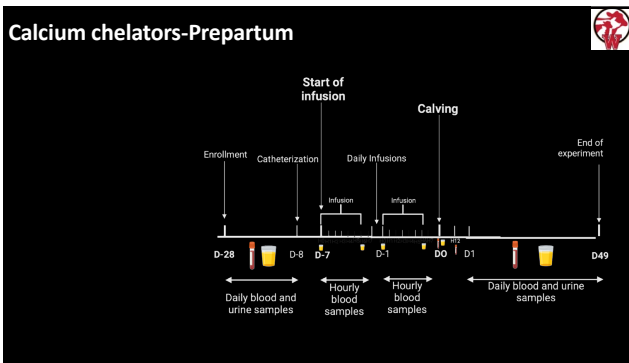 Calcium chelators-Prepartum
W
Start of
infusion
Calving
Enrollment
Catheterization
Daily Infusions
End of
experiment
Infusion
Infusion
D-28
D-8
D-7
D-1
D0
H12
D1
D49
Daily blood and
urine samples
Hourly
blood
samples
Hourly
blood
samples
Daily blood and urine
samples